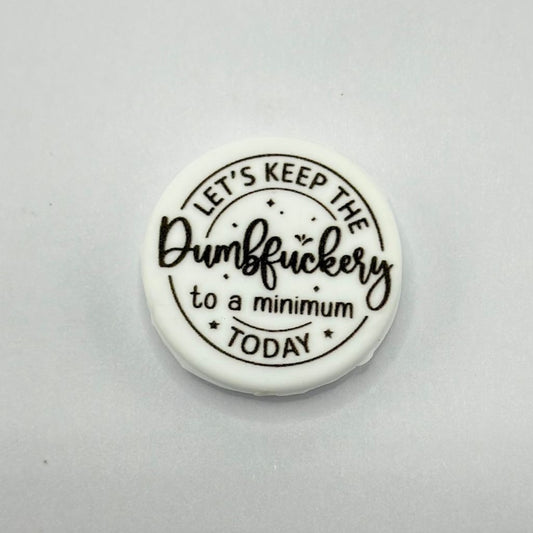 LET'S KEEP THE
Dumbfuckery
to a minimum
TODAY